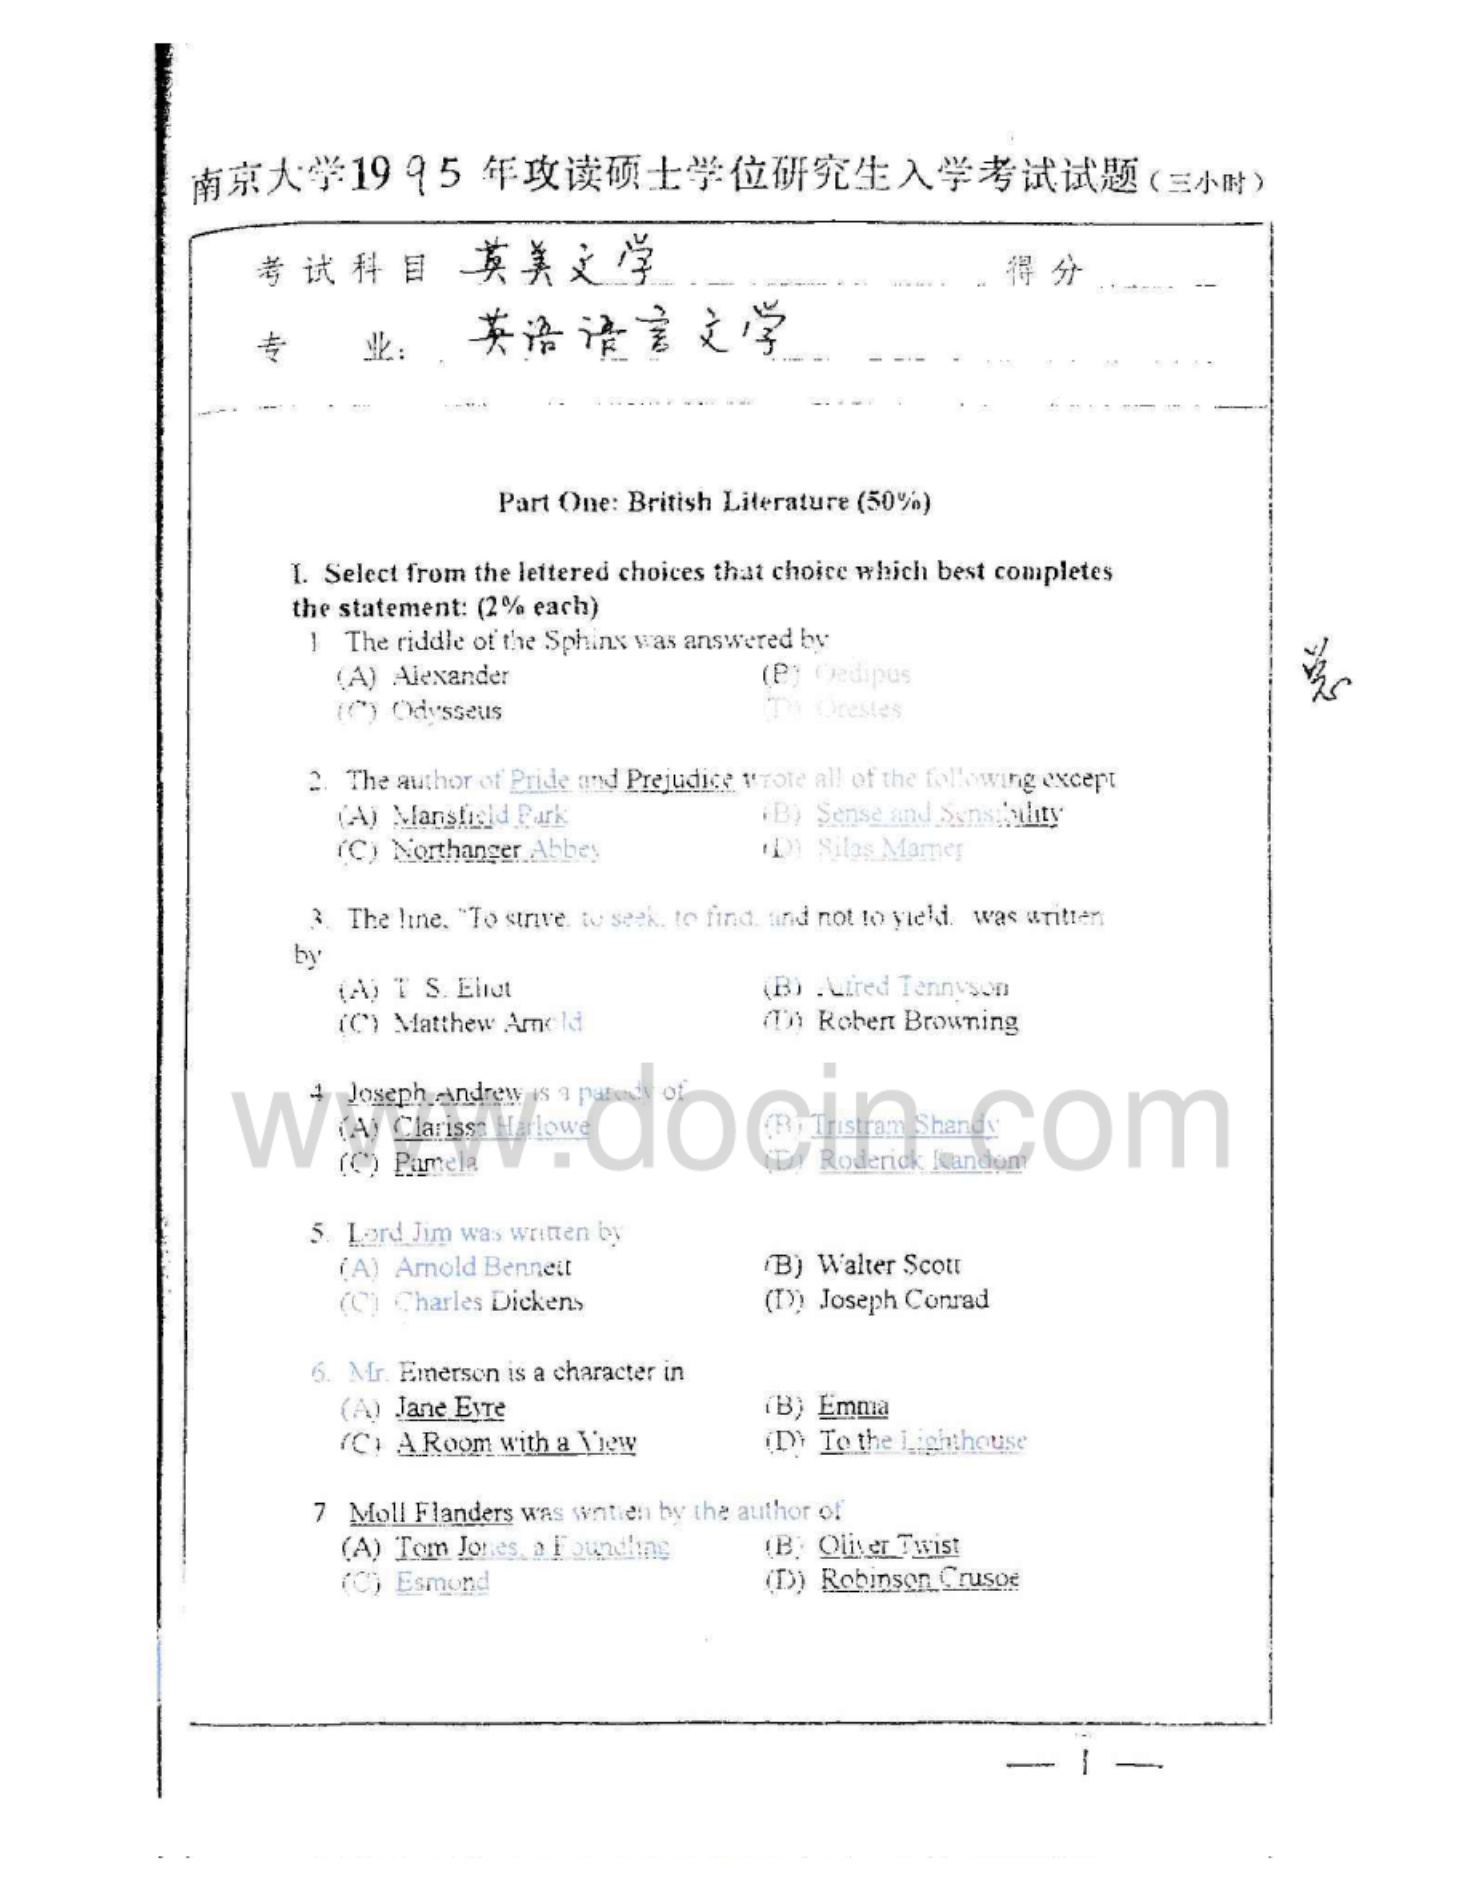 南京大学1995年攻读硕士学位研究生入学考试试题(三小时)
考试科目 英美文学 得分
专 业: 英语语言文学
Part One: British Literature (50%)
I. Select from the lettered choices that choice which best completes
the statement: (2% each)
1 The riddle of the Sphinx was answered by
(A) Alexander (B) Oedipus
(C) Odysseus (D) Orestes
2. The author of Pride and Prejudice wrote all of the following except
(A) Mansfield Park (B) Sense and Sensibility
(C) Northanger Abbey (D) Silas Marner
3. The line, "To strive, to seek, to find, and not to yield. was written
by
(A) T S. Eliot (B) Alfred Tennyson
(C) Matthew Arnold (D) Robert Browning
4 Joseph Andrew is a parody of
(A) Clarissa Harlowe (B) Tristram Shandy
(C) Pamela (D) Roderick Random
www.docin.com
5. Lord Jim was written by
(A) Arnold Bennett (B) Walter Scott
(C) Charles Dickens (D) Joseph Conrad
6. Mr. Emerson is a character in
(A) Jane Eyre (B) Emma
(C) A Room with a View (D) To the Lighthouse
7 Moll Flanders was written by the author of
(A) Tom Jones, a Foundling (B) Oliver Twist
(C) Esmond (D) Robinson Crusoe
— 1 —